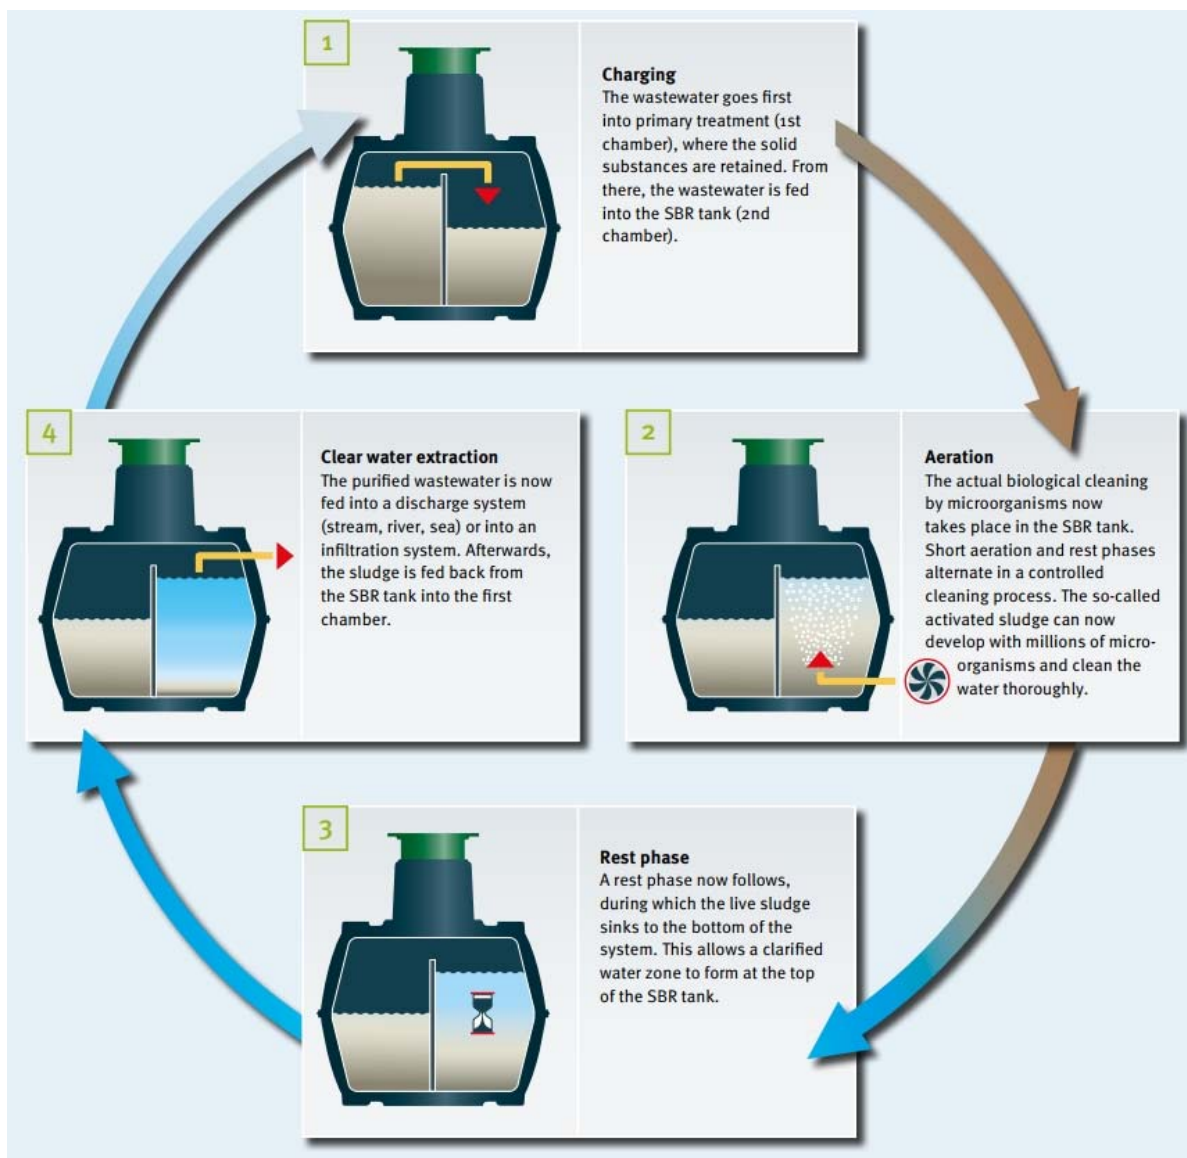 1
Charging
The wastewater goes first
into primary treatment (1st
chamber), where the solid
substances are retained. From
there, the wastewater is fed
into the SBR tank (2nd
chamber).
2
Aeration
The actual biological cleaning
by microorganisms now
takes place in the SBR tank.
Short aeration and rest phases
alternate in a controlled
cleaning process. The so-called
activated sludge can now
develop with millions of micro-
organisms and clean the
water thoroughly.
3
Rest phase
A rest phase now follows,
during which the live sludge
sinks to the bottom of the
system. This allows a clarified
water zone to form at the top
of the SBR tank.
4
Clear water extraction
The purified wastewater is now
fed into a discharge system
(stream, river, sea) or into an
infiltration system. Afterwards,
the sludge is fed back from
the SBR tank into the first
chamber.